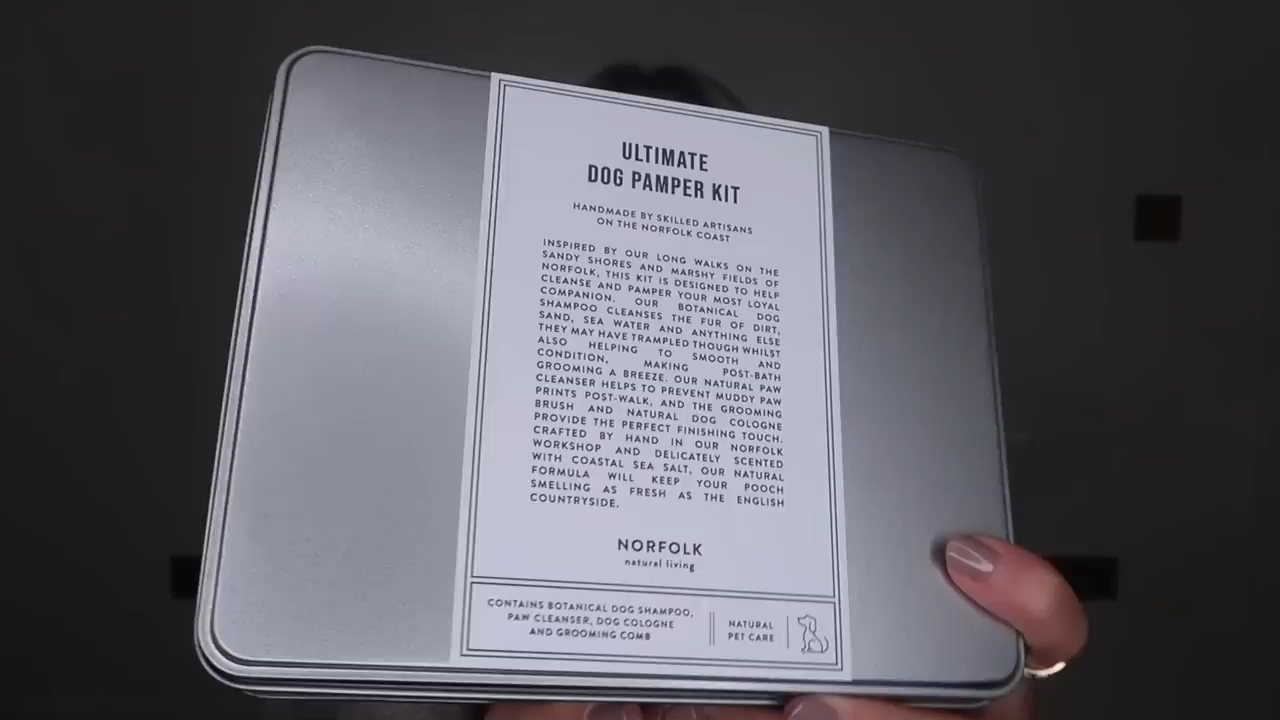 ULTIMATE
DOG PAMPER KIT
HANDMADE BY SKILLED ARTISANS
ON THE NORFOLK COAST
INSPIRED BY OUR LONG WALKS ON THE
SANDY SHORES AND MARSHY FIELDS OF
NORFOLK, THIS KIT IS DESIGNED TO HELP
CLEANSE AND PAMPER YOUR MOST LOYAL
COMPANION. OUR BOTANICAL DOG
SHAMPOO CLEANSES THE FUR OF DIRT,
SAND, SEA WATER AND ANYTHING ELSE
THEY MAY HAVE TRAMPLED THOUGH WHILST
ALSO HELPING TO SMOOTH AND
CONDITION, MAKING POST-BATH
GROOMING A BREEZE. OUR NATURAL PAW
CLEANSER HELPS TO PREVENT MUDDY PAW
PRINTS POST-WALK, AND THE GROOMING
BRUSH AND NATURAL DOG COLOGNE
PROVIDE THE PERFECT FINISHING TOUCH.
CRAFTED BY HAND IN OUR NORFOLK
WORKSHOP AND DELICATELY SCENTED
WITH COASTAL SEA SALT, OUR NATURAL
FORMULA WILL KEEP YOUR POOCH
SMELLING AS FRESH AS THE ENGLISH
COUNTRYSIDE.
NORFOLK
natural living
CONTAINS BOTANICAL DOG SHAMPOO,
PAW CLEANSER, DOG COLOGNE
AND GROOMING COMB
NATURAL
PET CARE